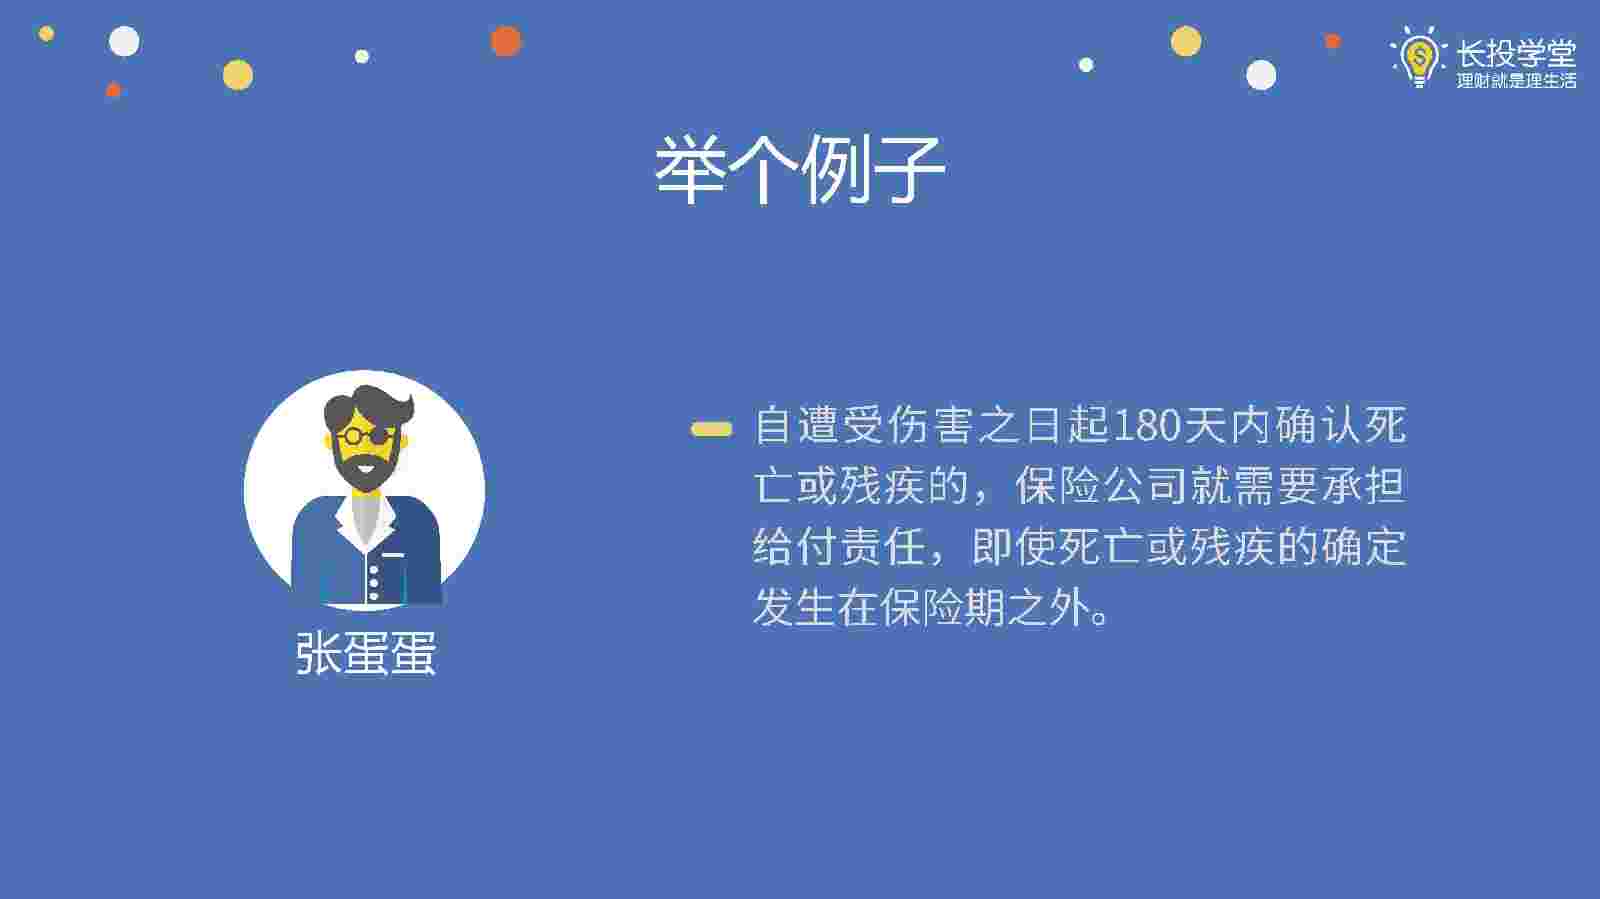 长投学堂
理财就是理生活
举个例子
自遭受伤害之日起180天内确认死
亡或残疾的，保险公司就需要承担
给付责任，即使死亡或残疾的确定
发生在保险期之外。
张蛋蛋